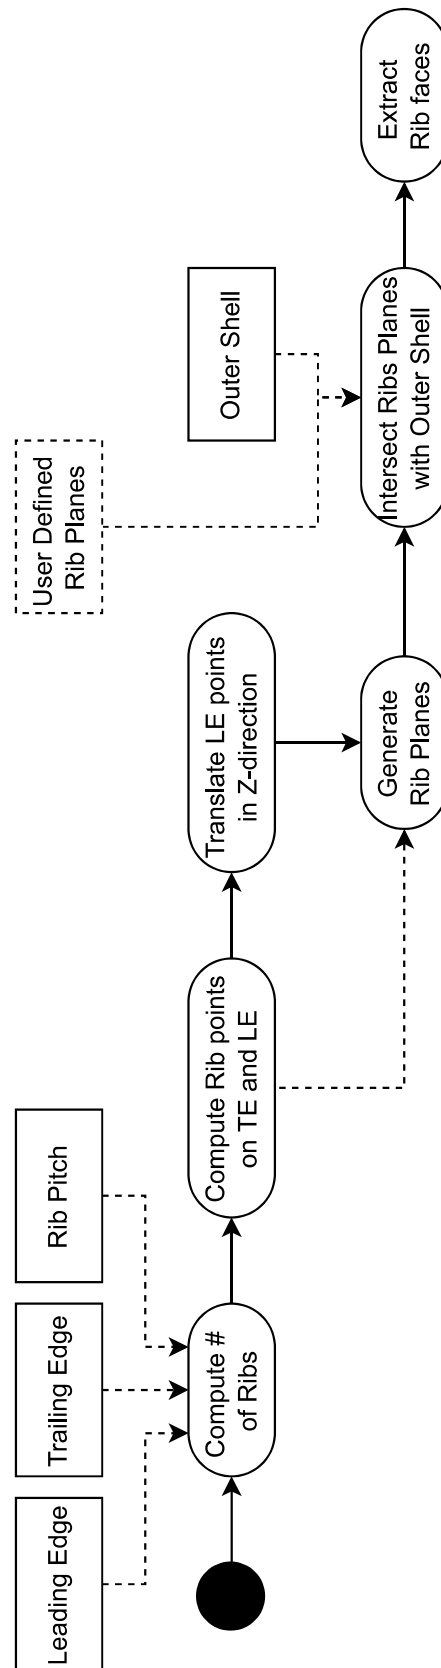 Leading Edge
Trailing Edge
Rib Pitch
User Defined
Rib Planes
Compute #
of Ribs
Compute Rib points
on TE and LE
Translate LE points
in Z-direction
Outer Shell
Generate
Rib Planes
Intersect Ribs Planes
with Outer Shell
Extract
Rib faces